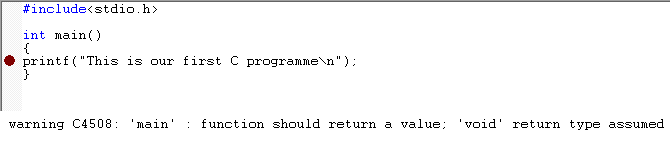 #include<stdio.h>
int main()
{
printf("This is our first C programme\n");
}
warning C4508: 'main' : function should return a value; 'void' return type assumed